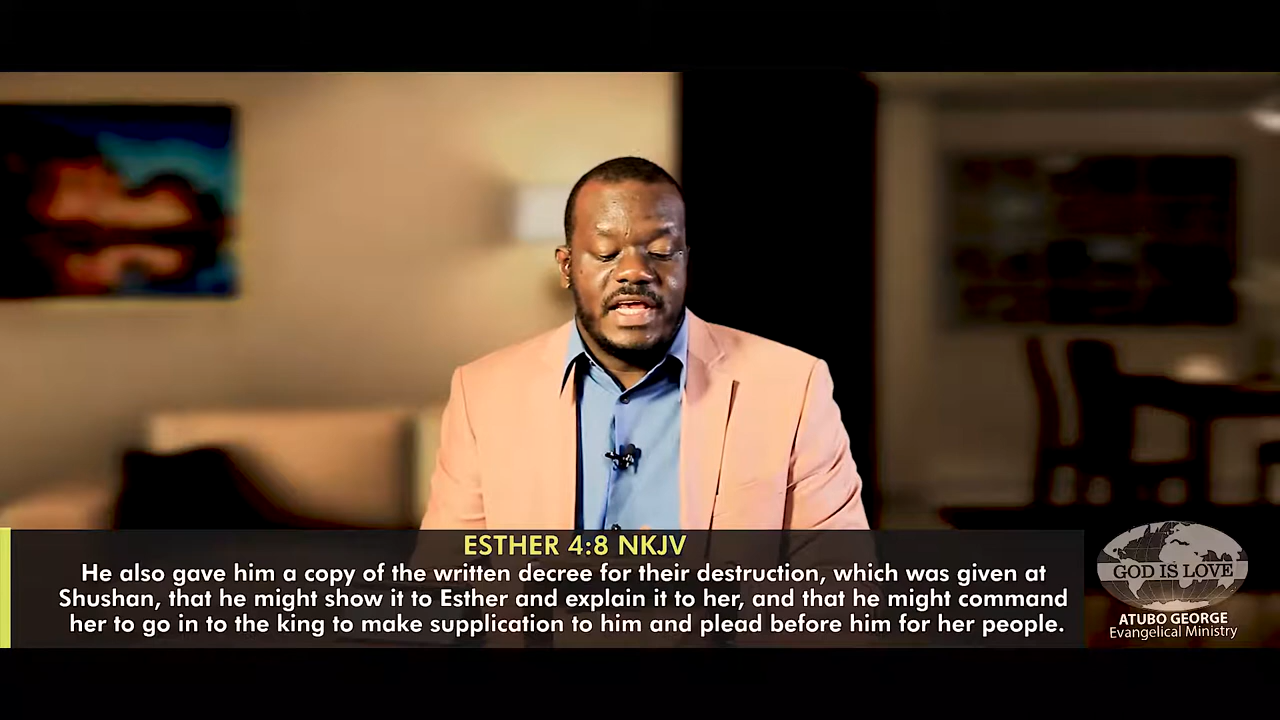 ESTHER 4:8 NKJV
He also gave him a copy of the written decree for their destruction, which was given at
Shushan, that he might show it to Esther and explain it to her, and that he might command
her to go in to the king to make supplication to him and plead before him for her people.
GOD IS LOVE
ATUBO GEORGE
Evangelical Ministry